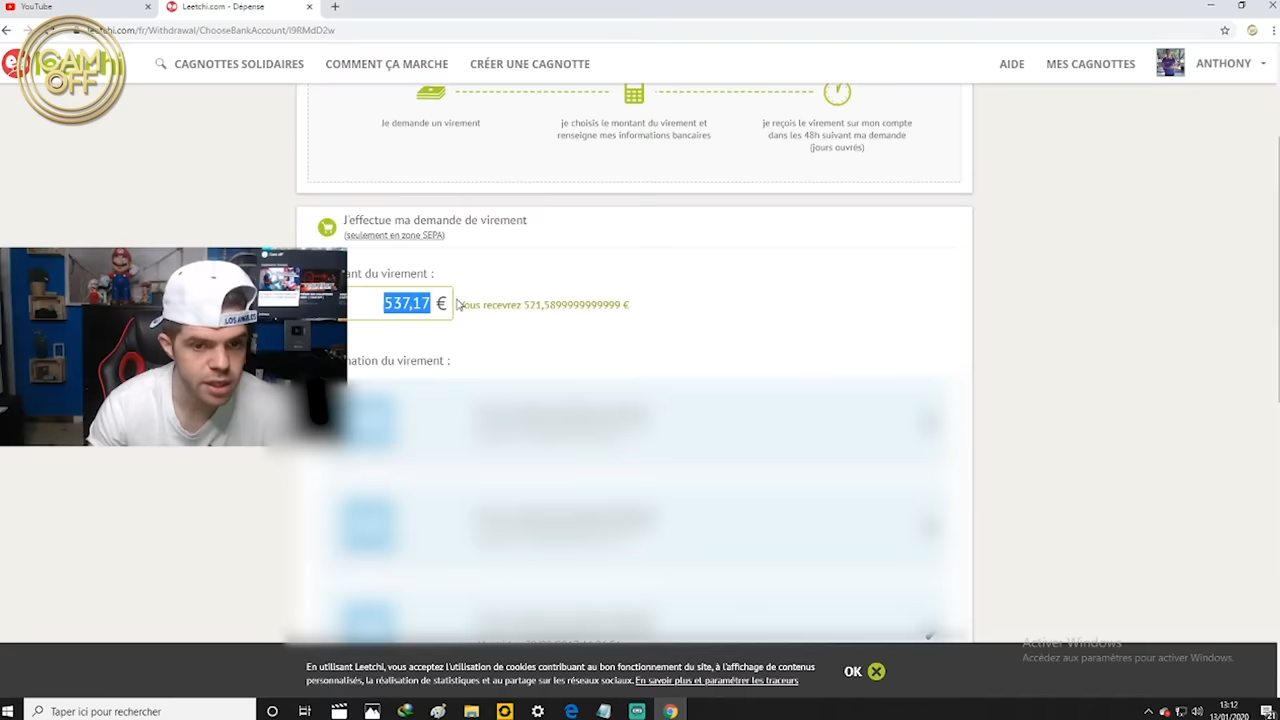 YouTube
Leetchi.com - Dépense
leetchi.com/fr/Withdrawal/ChooseBankAccount/I9RMdD2w
CAM
OFF
CAGNOTTES SOLIDAIRES
COMMENT ÇA MARCHE
CRÉER UNE CAGNOTTE
AIDE
MES CAGNOTTES
ANTHONY
Je demande un virement
je choisis le montant du virement et
renseigne mes informations bancaires
je reçois le virement sur mon compte
dans les 48h suivant ma demande
(jours ouvrés)
J'effectue ma demande de virement
(seulement en zone SEPA)
ant du virement :
537,17 €
ous recevrez 521,5899999999999 €
nation du virement :
LOS ANGELES
En utilisant Leetchi, vous acceptez l'utilisation de cookies contribuant au bon fonctionnement du site, à l'affichage de contenus
personnalisés, la réalisation de statistiques et au partage sur les réseaux sociaux. En savoir plus et paramétrer les traceurs
OK
Activer Windows
Accédez aux paramètres pour activer Windows.
Taper ici pour rechercher
13:12
13/01/2020